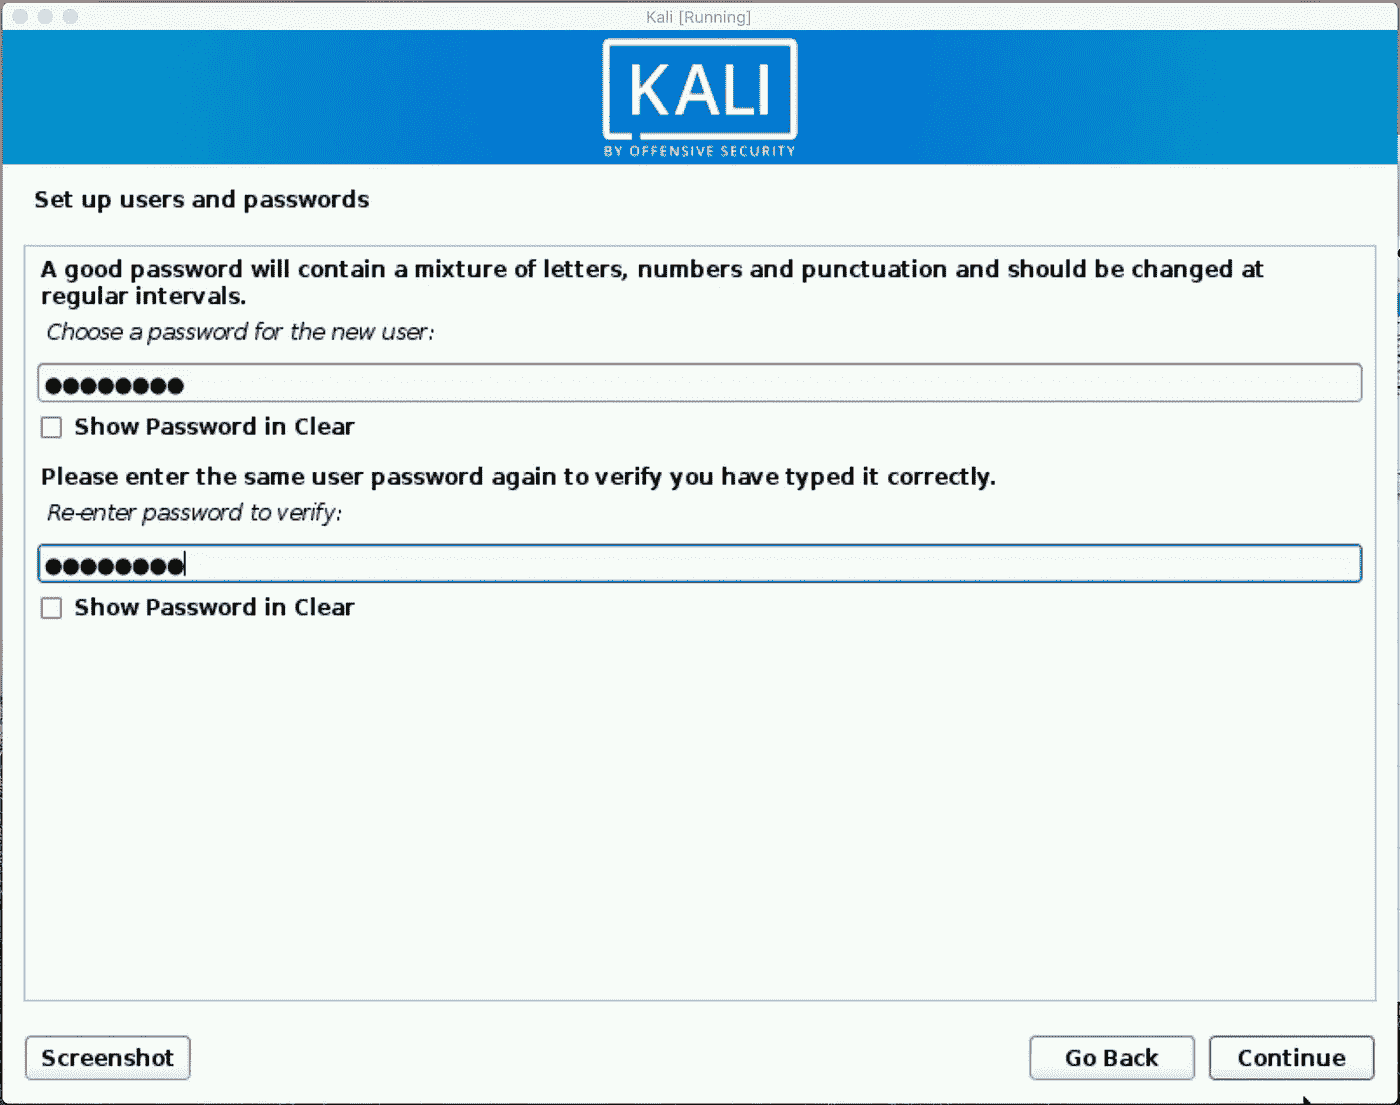 Kali [Running]
KALI
BY OFFENSIVE SECURITY
Set up users and passwords
A good password will contain a mixture of letters, numbers and punctuation and should be changed at
regular intervals.
Choose a password for the new user:
●●●●●●●●
Show Password in Clear
Please enter the same user password again to verify you have typed it correctly.
Re-enter password to verify:
●●●●●●●●
Show Password in Clear
Screenshot
Go Back
Continue